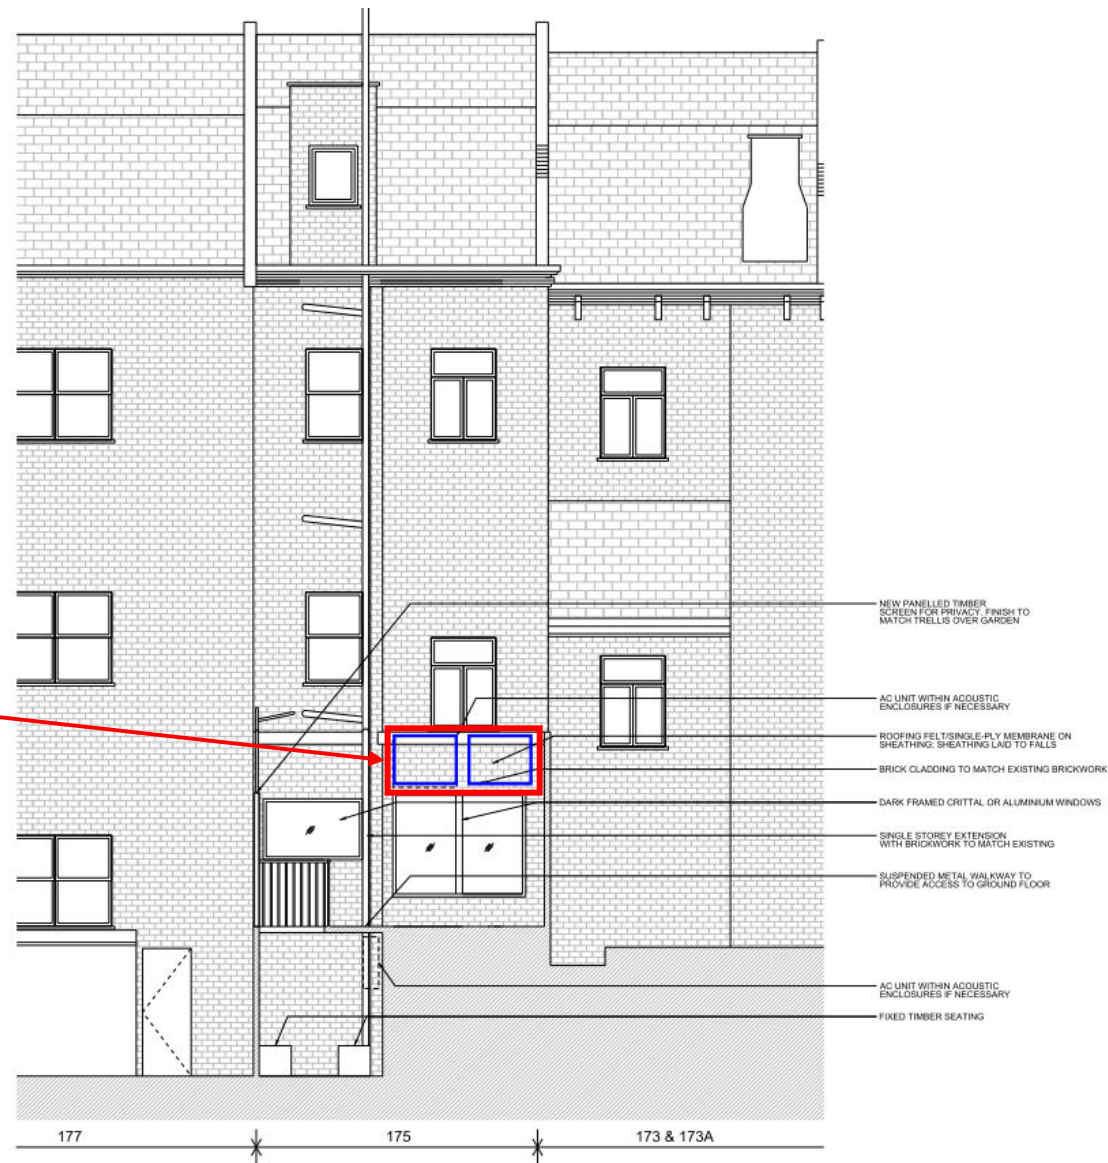 NEW PANELLED TIMBER
SCREEN FOR PRIVACY. FINISH TO
MATCH TRELLIS OVER GARDEN
AC UNIT WITHIN ACOUSTIC
ENCLOSURES IF NECESSARY
ROOFING FELT/SINGLE-PLY MEMBRANE ON
SHEATHING; SHEATHING LAID TO FALLS
BRICK CLADDING TO MATCH EXISTING BRICKWORK
DARK FRAMED CRITTAL OR ALUMINIUM WINDOWS
SINGLE STOREY EXTENSION
WITH BRICKWORK TO MATCH EXISTING
SUSPENDED METAL WALKWAY TO
PROVIDE ACCESS TO GROUND FLOOR
AC UNIT WITHIN ACOUSTIC
ENCLOSURES IF NECESSARY
FIXED TIMBER SEATING
177 175 173 & 173A